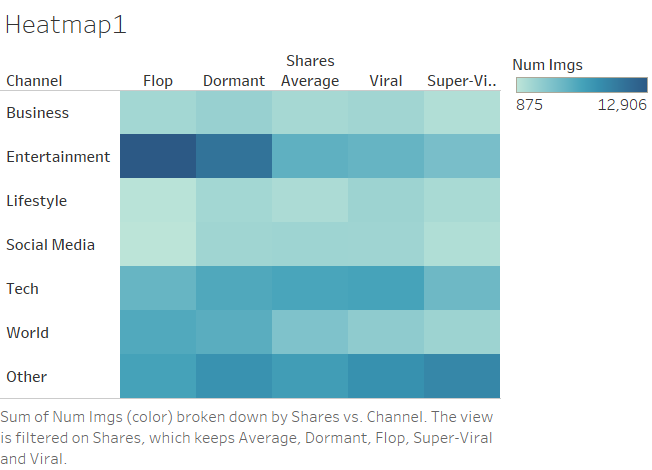 Heatmap1
Shares
Num Imgs
Channel Flop Dormant Average Viral Super-Vi..
875 12,906
Business
Entertainment
Lifestyle
Social Media
Tech
World
Other
Sum of Num Imgs (color) broken down by Shares vs. Channel. The view
is filtered on Shares, which keeps Average, Dormant, Flop, Super-Viral
and Viral.